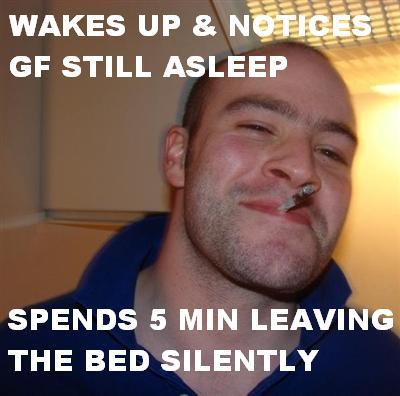 WAKES UP & NOTICES
GF STILL ASLEEP
SPENDS 5 MIN LEAVING
THE BED SILENTLY